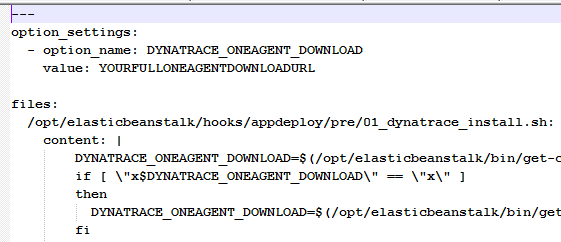 ---
option_settings:
  - option_name: DYNATRACE_ONEAGENT_DOWNLOAD
    value: YOURFULLONEAGENTDOWNLOADURL

files:
  /opt/elasticbeanstalk/hooks/appdeploy/pre/01_dynatrace_install.sh:
    content: |
        DYNATRACE_ONEAGENT_DOWNLOAD=$(/opt/elasticbeanstalk/bin/get-c
        if [ \"x$DYNATRACE_ONEAGENT_DOWNLOAD\" == \"x\" ]
        then
          DYNATRACE_ONEAGENT_DOWNLOAD=$(/opt/elasticbeanstalk/bin/get
        fi